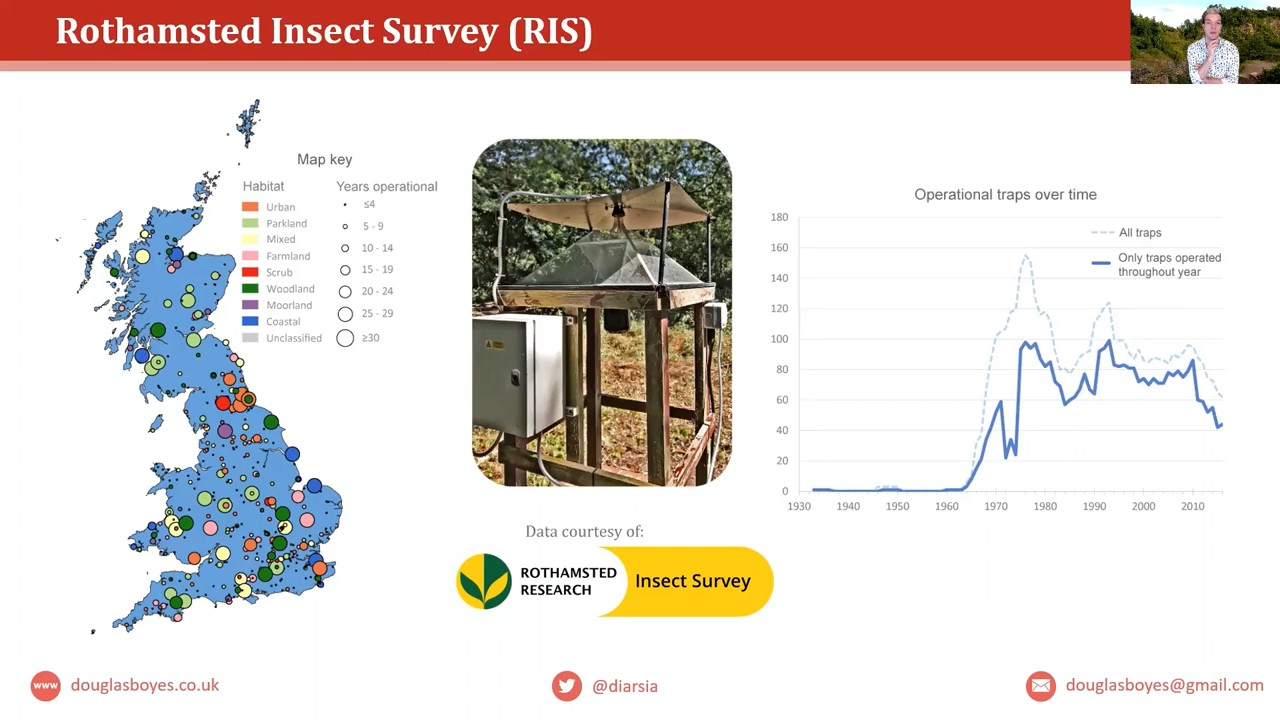 Rothamsted Insect Survey (RIS)
Map key
Habitat
Years operational
Urban
Parkland
Mixed
Farmland
Scrub
Woodland
Moorland
Coastal
Unclassified
≤4
5 - 9
10 - 14
15 - 19
20 - 24
25 - 29
≥30
Operational traps over time
All traps
Only traps operated
throughout year
180
160
140
120
100
80
60
40
20
0
1930 1940 1950 1960 1970 1980 1990 2000 2010
Data courtesy of:
ROTHAMSTED
RESEARCH
Insect Survey
www douglasboyes.co.uk
@diarsia
douglasboyes@gmail.com